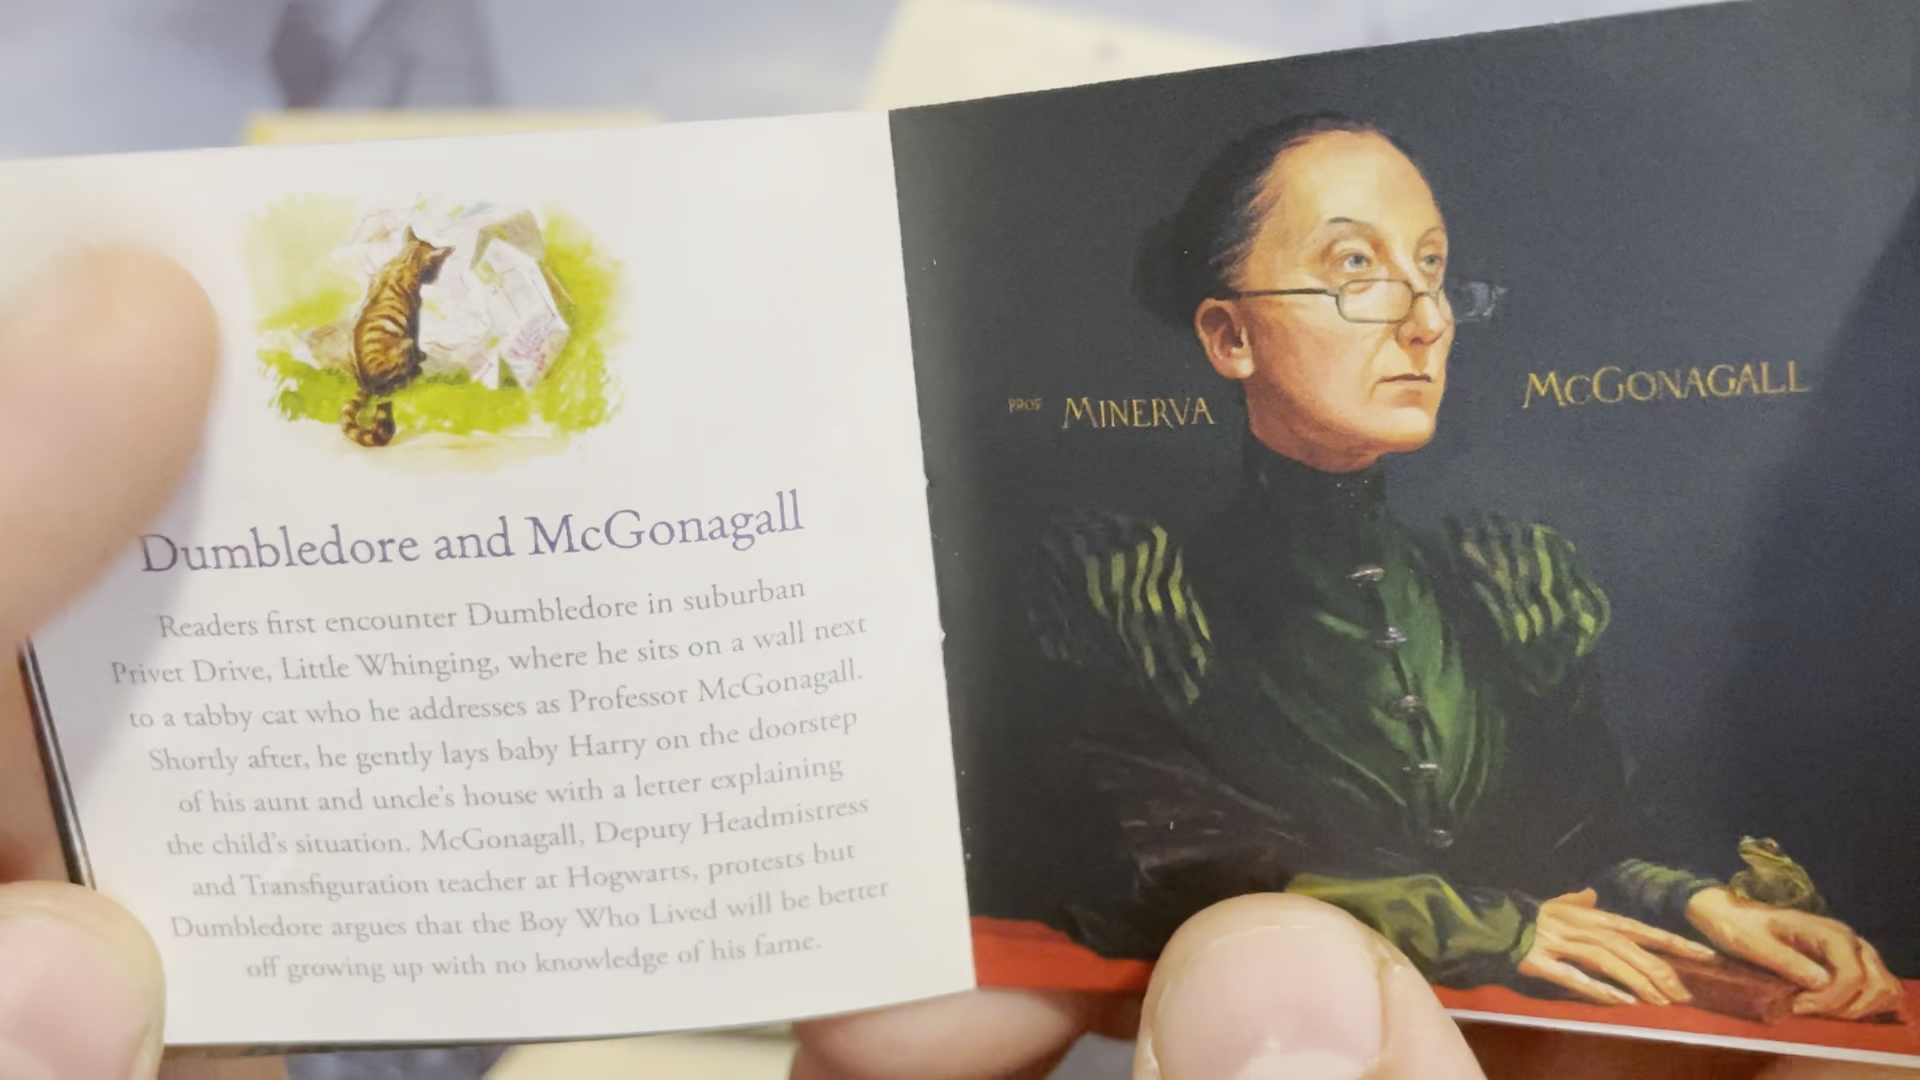 Dumbledore and McGonagall
Readers first encounter Dumbledore in suburban
Privet Drive, Little Whinging, where he sits on a wall next
to a tabby cat who he addresses as Professor McGonagall.
Shortly after, he gently lays baby Harry on the doorstep
of his aunt and uncle's house with a letter explaining
the child's situation. McGonagall, Deputy Headmistress
and Transfiguration teacher at Hogwarts, protests but
Dumbledore argues that the Boy Who Lived will be better
off growing up with no knowledge of his fame.
PROF MINERVA MCGONAGALL